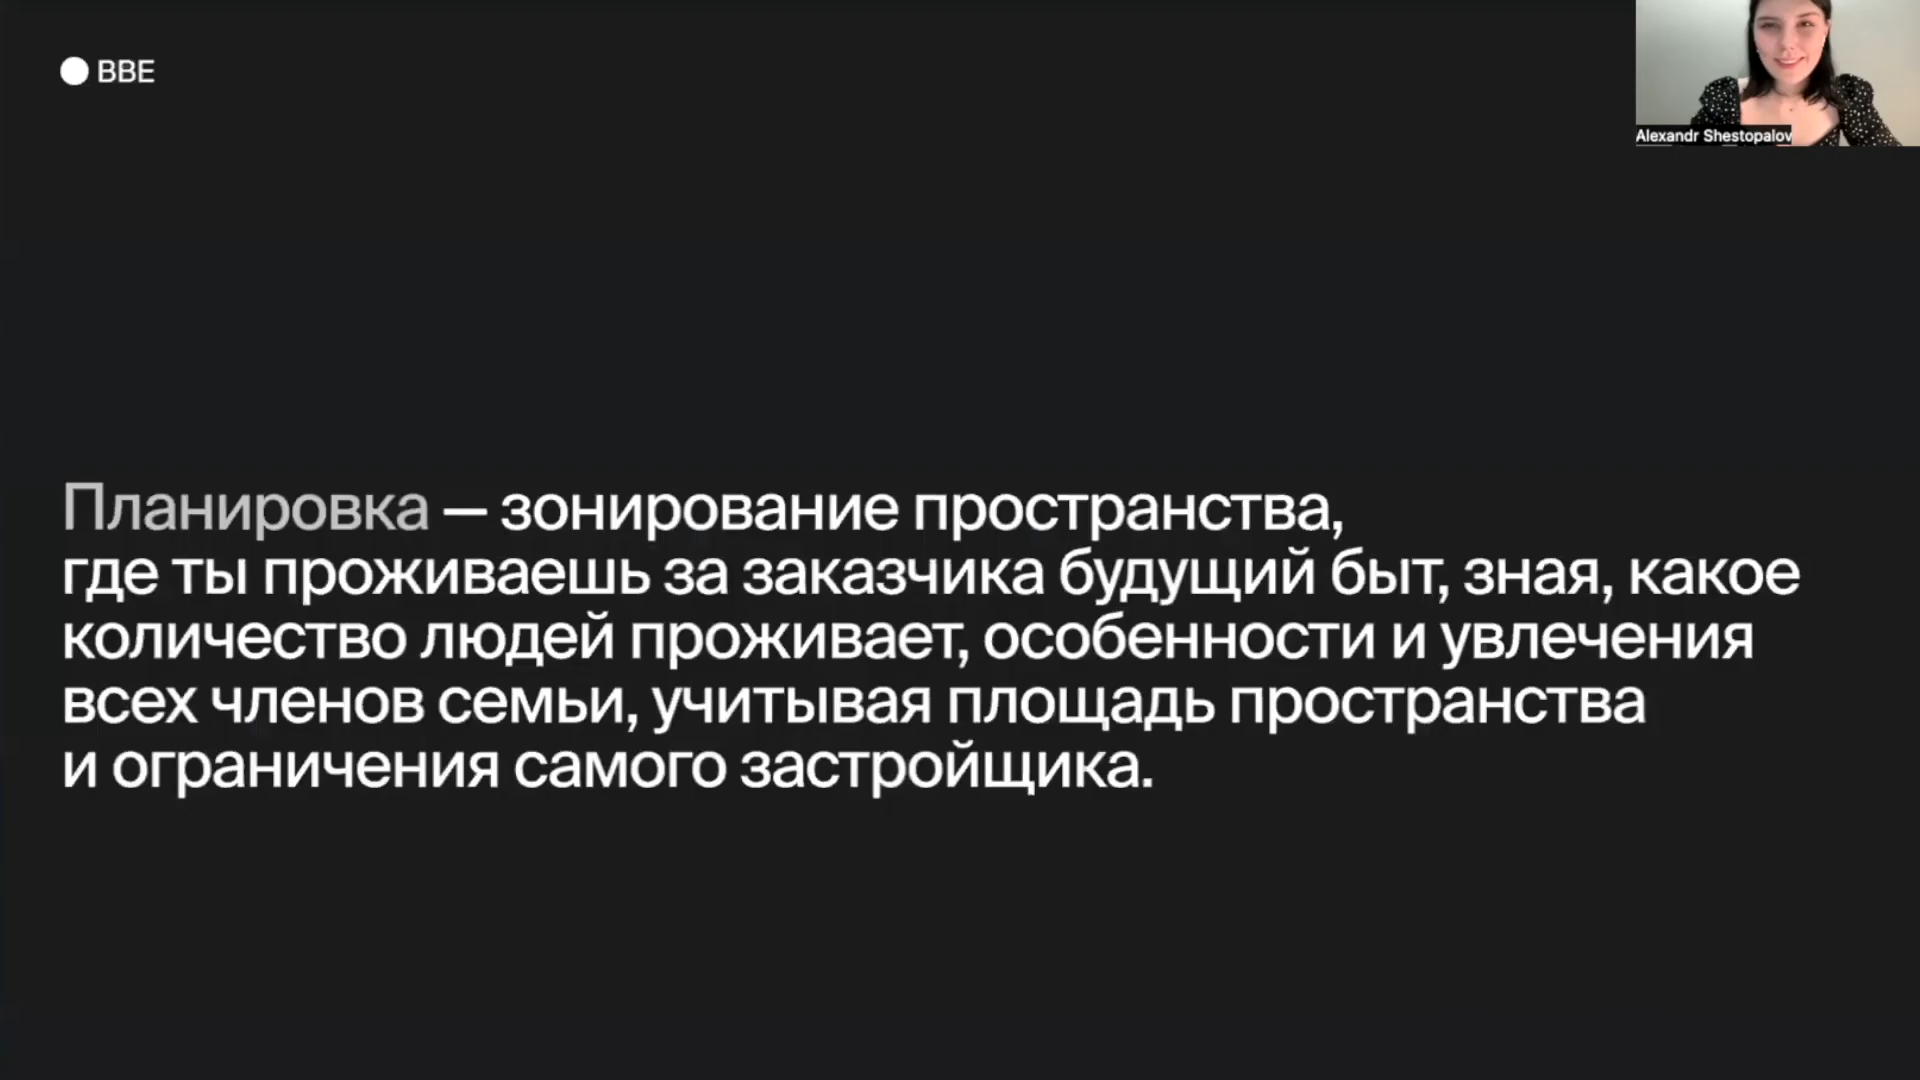 BBE
Alexandr Shestopalov
Планировка — зонирование пространства,
где ты проживаешь за заказчика будущий быт, зная, какое
количество людей проживает, особенности и увлечения
всех членов семьи, учитывая площадь пространства
и ограничения самого застройщика.